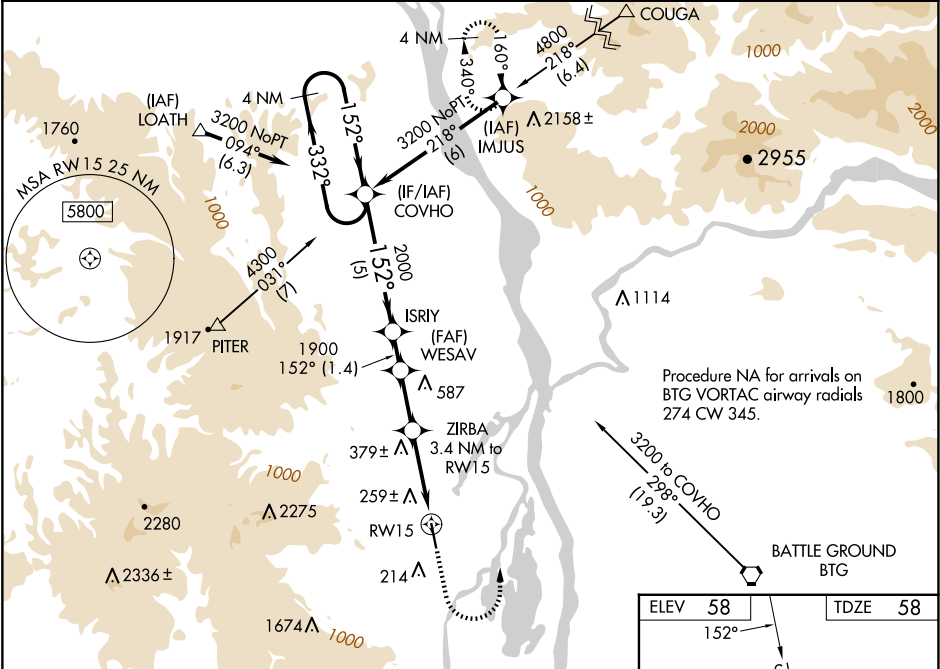 COUGA
4 NM
160°
340°
4800
218°
(6.4)
1000
2000
2000
2955
(IAF)
LOATH
3200 NoPT
094°
(6.3)
4 NM
152°
332°
3200 NoPT
218°
(6)
(IAF)
IMJUS
2158 ±
1760
MSA RW15 25 NM
5800
1000
(IF/IAF)
COVHO
1000
4300
031°
(7)
2000
152°
(5)
1917
PITER
ISRIY
1114
1900
152° (1.4)
(FAF)
WESAV
587
Procedure NA for arrivals on
BTG VORTAC airway radials
274 CW 345.
1800
ZIRBA
3.4 NM to
RW15
379±
3200 to COVHO
298°
(19.3)
1000
259±
2280
2275
RW15
2336 ±
214
BATTLE GROUND
BTG
1674
1000
ELEV 58
TDZE 58
152°